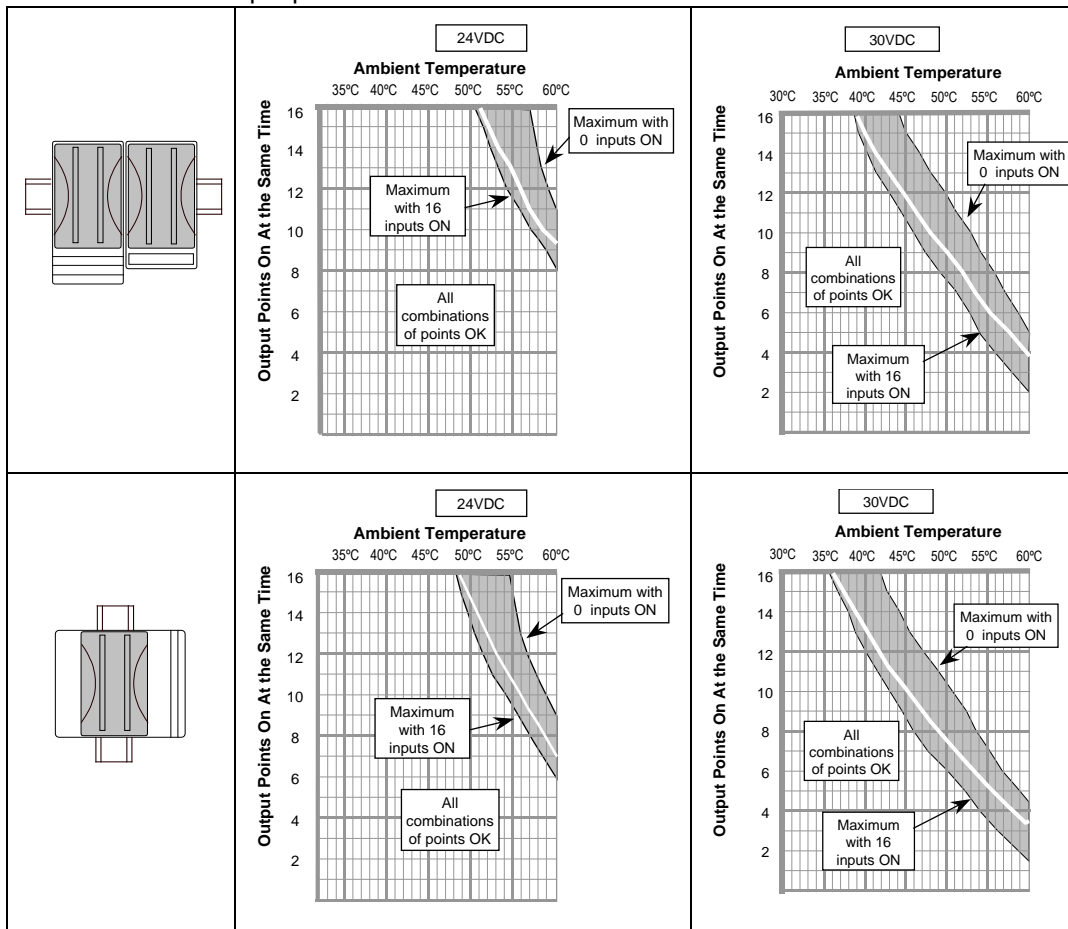 24VDC
Ambient Temperature
35ºC 40ºC 45ºC 50ºC 55ºC 60ºC
Output Points On At the Same Time
16
14
12
10
8
6
4
2
Maximum with
0 inputs ON
Maximum
with 16
inputs ON
All
combinations
of points OK
30VDC
Ambient Temperature
30ºC 35ºC 40ºC 45ºC 50ºC 55ºC 60ºC
Output Points On At the Same Time
16
14
12
10
8
6
4
2
Maximum with
0 inputs ON
All
combinations
of points OK
Maximum
with 16
inputs ON
24VDC
Ambient Temperature
35ºC 40ºC 45ºC 50ºC 55ºC 60ºC
Output Points On At the Same Time
16
14
12
10
8
6
4
2
Maximum with
0 inputs ON
Maximum
with 16
inputs ON
All
combinations
of points OK
30VDC
Ambient Temperature
30ºC 35ºC 40ºC 45ºC 50ºC 55ºC 60ºC
Output Points On At the Same Time
16
14
12
10
8
6
4
2
Maximum with
0 inputs ON
All
combinations
of points OK
Maximum
with 16
inputs ON